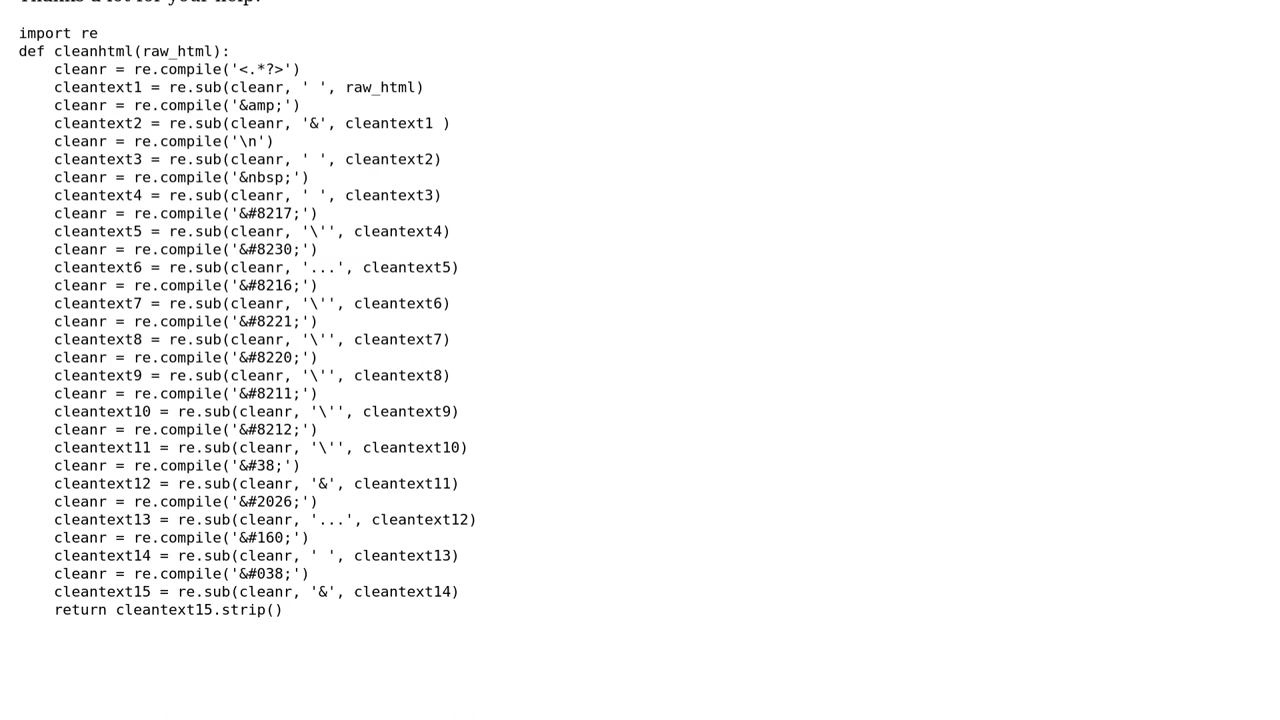 Thanks a lot for your help!
import re
def cleanhtml(raw_html):
    cleanr = re.compile('<.*?>')
    cleantext1 = re.sub(cleanr, ' ', raw_html)
    cleanr = re.compile('&amp;')
    cleantext2 = re.sub(cleanr, '&', cleantext1 )
    cleanr = re.compile('\n')
    cleantext3 = re.sub(cleanr, ' ', cleantext2)
    cleanr = re.compile('&nbsp;')
    cleantext4 = re.sub(cleanr, ' ', cleantext3)
    cleanr = re.compile('&#8217;')
    cleantext5 = re.sub(cleanr, '\'', cleantext4)
    cleanr = re.compile('&#8230;')
    cleantext6 = re.sub(cleanr, '...', cleantext5)
    cleanr = re.compile('&#8216;')
    cleantext7 = re.sub(cleanr, '\'', cleantext6)
    cleanr = re.compile('&#8221;')
    cleantext8 = re.sub(cleanr, '\'', cleantext7)
    cleanr = re.compile('&#8220;')
    cleantext9 = re.sub(cleanr, '\'', cleantext8)
    cleanr = re.compile('&#8211;')
    cleantext10 = re.sub(cleanr, '\'', cleantext9)
    cleanr = re.compile('&#8212;')
    cleantext11 = re.sub(cleanr, '\'', cleantext10)
    cleanr = re.compile('&#38;')
    cleantext12 = re.sub(cleanr, '&', cleantext11)
    cleanr = re.compile('&#2026;')
    cleantext13 = re.sub(cleanr, '...', cleantext12)
    cleanr = re.compile('&#160;')
    cleantext14 = re.sub(cleanr, ' ', cleantext13)
    cleanr = re.compile('&#038;')
    cleantext15 = re.sub(cleanr, '&', cleantext14)
    return cleantext15.strip()